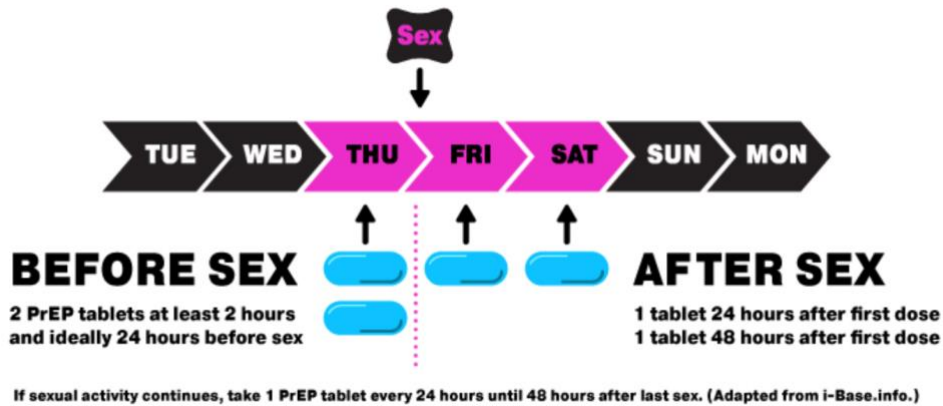 Sex
TUE WED THU FRI SAT SUN MON
BEFORE SEX
2 PrEP tablets at least 2 hours
and ideally 24 hours before sex
AFTER SEX
1 tablet 24 hours after first dose
1 tablet 48 hours after first dose
If sexual activity continues, take 1 PrEP tablet every 24 hours until 48 hours after last sex. (Adapted from i-Base.info.)